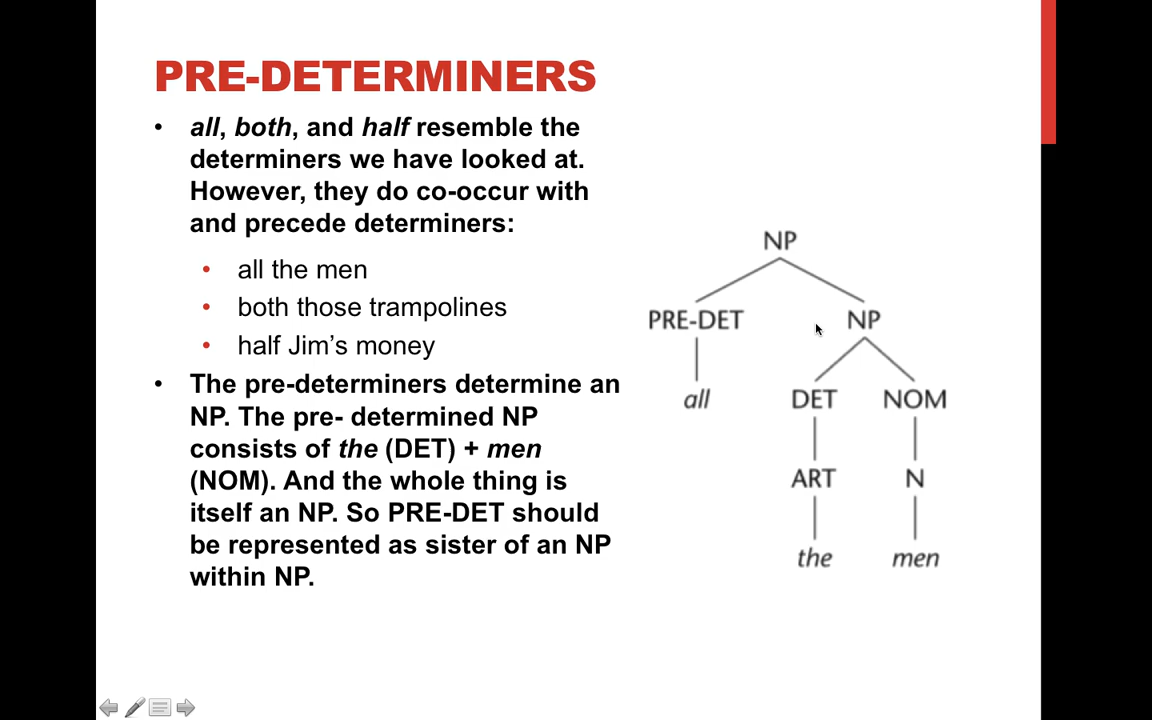 PRE-DETERMINERS
• all, both, and half resemble the
determiners we have looked at.
However, they do co-occur with
and precede determiners:
• all the men
• both those trampolines
• half Jim's money
• The pre-determiners determine an
NP. The pre- determined NP
consists of the (DET) + men
(NOM). And the whole thing is
itself an NP. So PRE-DET should
be represented as sister of an NP
within NP.
NP
PRE-DET NP
all DET NOM
ART N
the men